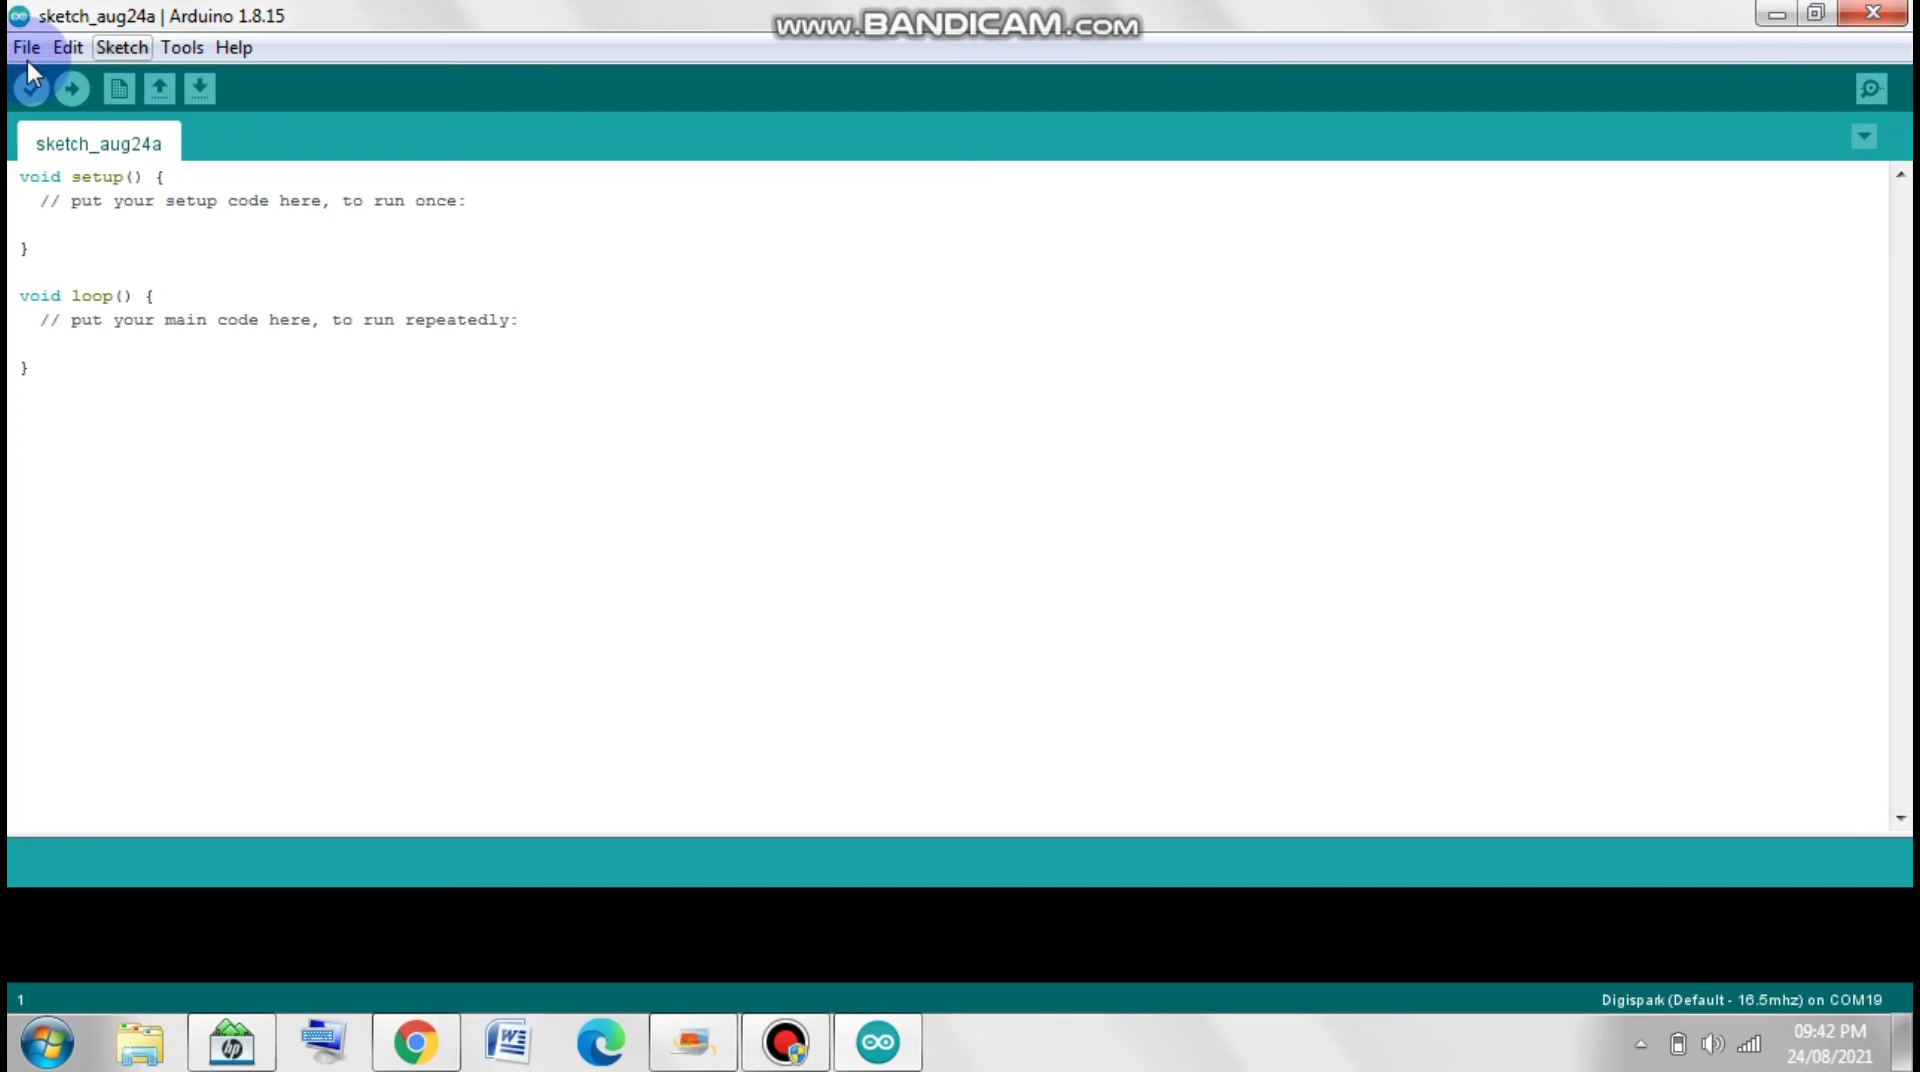 sketch_aug24a | Arduino 1.8.15
www.BANDICAM.com
File Edit Sketch Tools Help
sketch_aug24a
void setup() {
  // put your setup code here, to run once:
}
void loop() {
  // put your main code here, to run repeatedly:
}
1
Digispark (Default - 16.5mhz) on COM19
hp
W
09:42 PM
24/08/2021